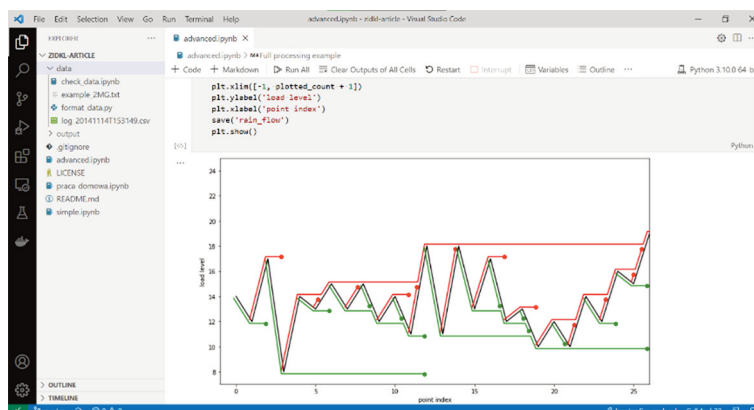 File Edit Selection View Go Run Terminal Help
advanced.ipynb - zidkl-article - Visual Studio Code
EXPLORER
ZIDKL-ARTICLE
data
check_data.ipynb
example_2MG.txt
format_data.py
log_20141114T153149.csv
output
.gitignore
advanced.ipynb
LICENSE
praca domowa.ipynb
README.md
simple.ipynb
OUTLINE
TIMELINE
advanced.ipynb
advanced.ipynb > M+Full processing example
+ Code + Markdown Run All Clear Outputs of All Cells Restart Interrupt Variables Outline ... Python 3.10.0 64
plt.xlim([-1, plotted_count + 1])
plt.ylabel('load level')
plt.xlabel('point index')
save('rain_flow')
plt.show()
Python
24
22
20
18
16
14
12
10
8
load level
0 5 10 15 20 25
point index